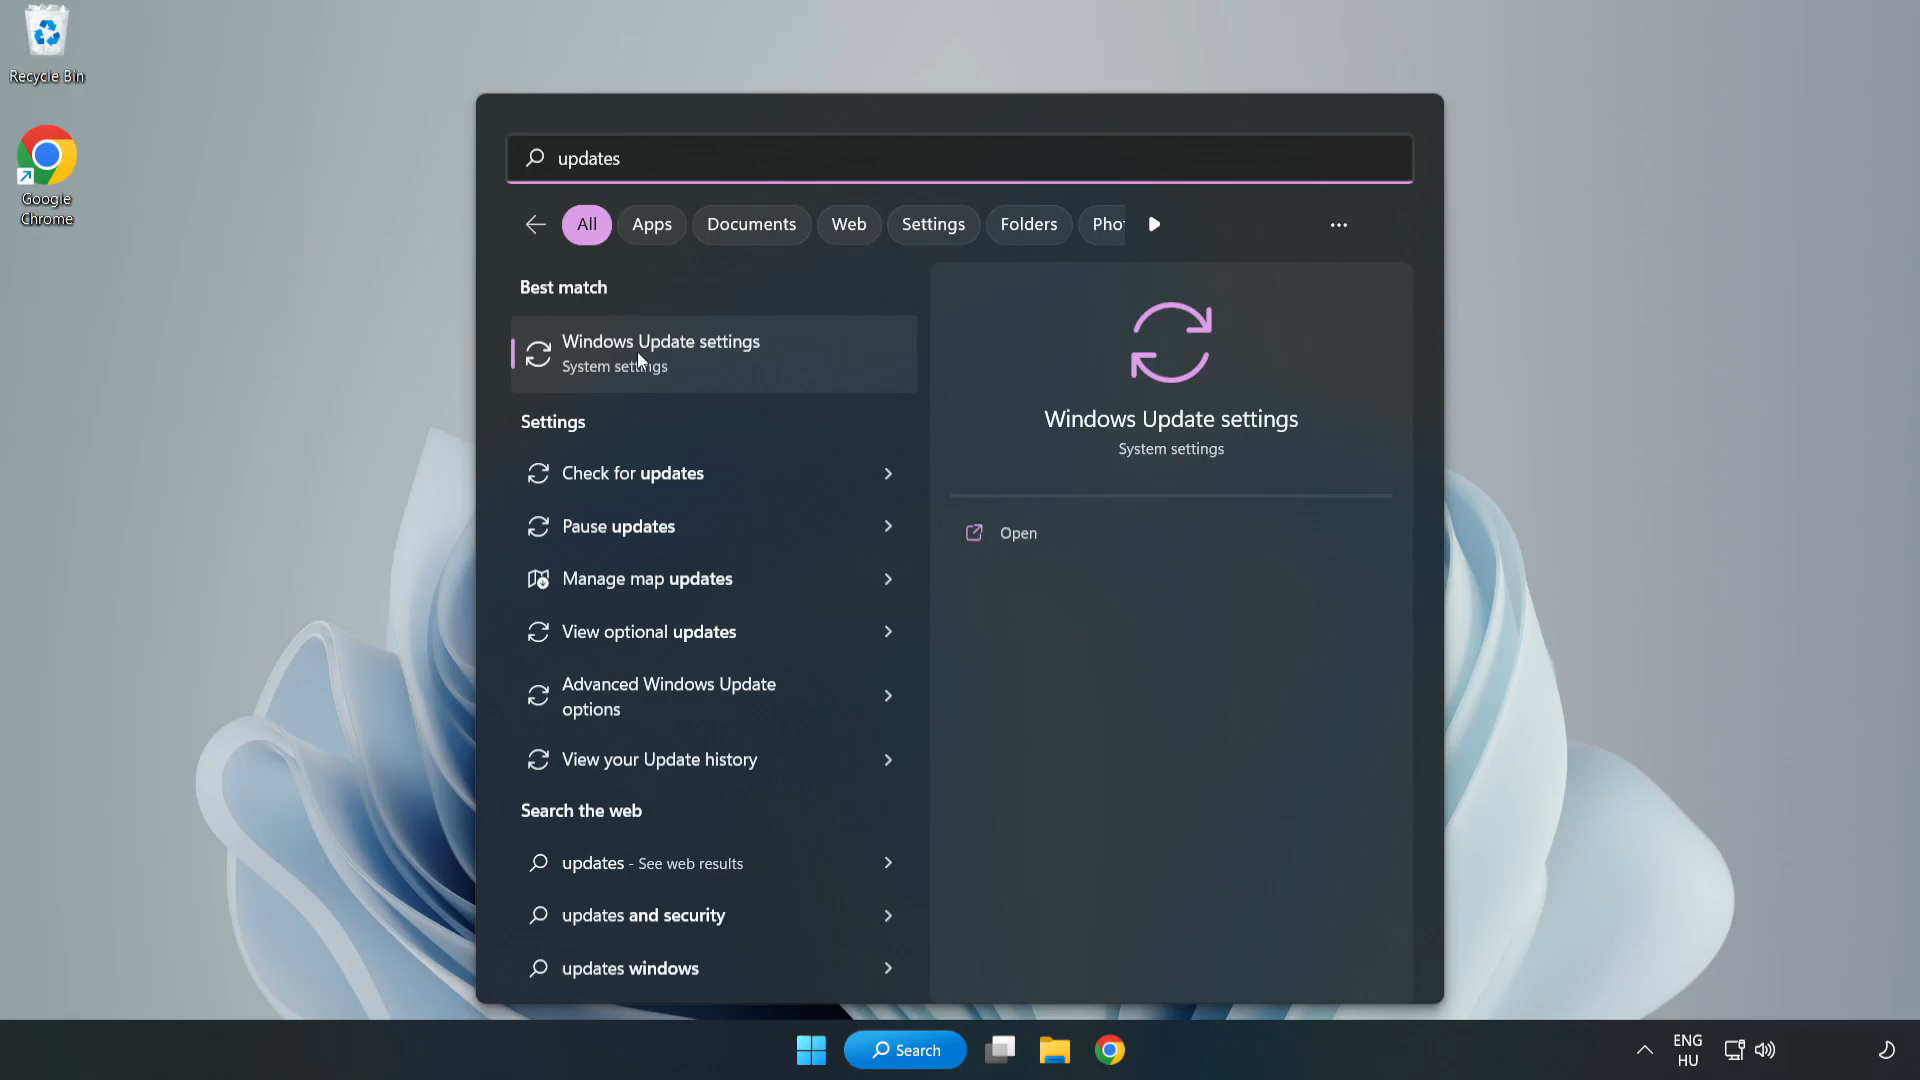 Recycle Bin
Google
Chrome
updates
All
Apps
Documents
Web
Settings
Folders
Best match
Windows Update settings
System settings
Settings
Check for updates
Pause updates
Manage map updates
View optional updates
Advanced Windows Update
options
View your Update history
Search the web
updates - See web results
updates and security
updates windows
Windows Update settings
System settings
Open
Search
ENG
HU